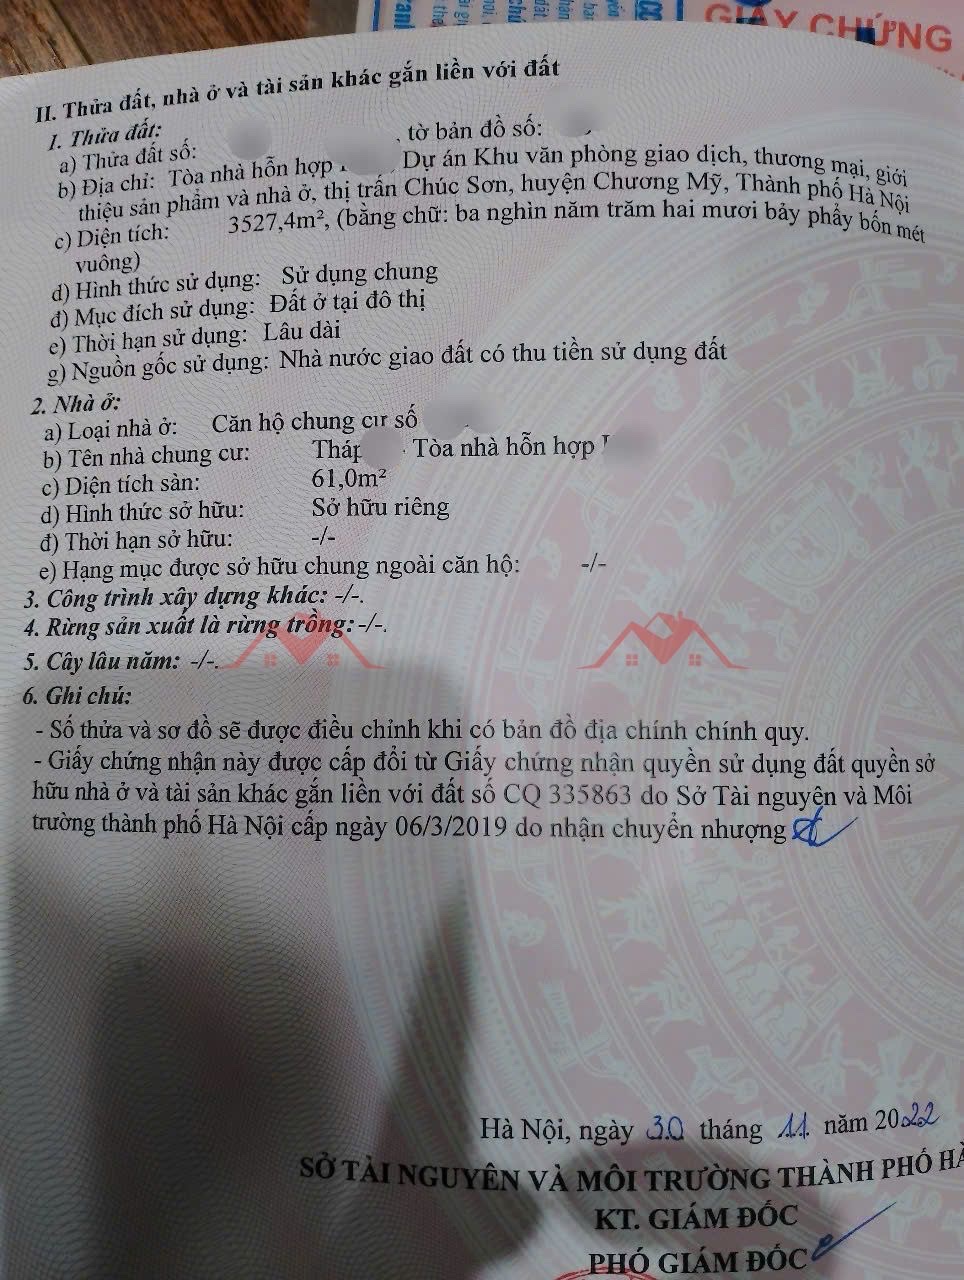 GIẤY CHỨNG
II. Thửa đất, nhà ở và tài sản khác gắn liền với đất
1. Thửa đất:
a) Thửa đất số: , tờ bản đồ số:
b) Địa chỉ: Tòa nhà hỗn hợp Dự án Khu văn phòng giao dịch, thương mại, giới
thiệu sản phẩm và nhà ở, thị trấn Chúc Sơn, huyện Chương Mỹ, Thành phố Hà Nội
c) Diện tích: 3527,4m², (bằng chữ: ba nghìn năm trăm hai mươi bảy phẩy bốn mét
vuông)
d) Hình thức sử dụng: Sử dụng chung
đ) Mục đích sử dụng: Đất ở tại đô thị
e) Thời hạn sử dụng: Lâu dài
g) Nguồn gốc sử dụng: Nhà nước giao đất có thu tiền sử dụng đất
2. Nhà ở:
a) Loại nhà ở: Căn hộ chung cư số
b) Tên nhà chung cư: Tháp Tòa nhà hỗn hợp
c) Diện tích sàn: 61,0m²
d) Hình thức sở hữu: Sở hữu riêng
đ) Thời hạn sở hữu: -/-
e) Hạng mục được sở hữu chung ngoài căn hộ: -/-
3. Công trình xây dựng khác: -/-.
4. Rừng sản xuất là rừng trồng: -/-.
5. Cây lâu năm: -/-.
6. Ghi chú:
- Số thửa và sơ đồ sẽ được điều chỉnh khi có bản đồ địa chính chính quy.
- Giấy chứng nhận này được cấp đổi từ Giấy chứng nhận quyền sử dụng đất quyền sở
hữu nhà ở và tài sản khác gắn liền với đất số CQ 335863 do Sở Tài nguyên và Môi
trường thành phố Hà Nội cấp ngày 06/3/2019 do nhận chuyển nhượng
Hà Nội, ngày 30 tháng 11 năm 2022
SỞ TÀI NGUYÊN VÀ MÔI TRƯỜNG THÀNH PHỐ HÀ
KT. GIÁM ĐỐC
PHÓ GIÁM ĐỐC